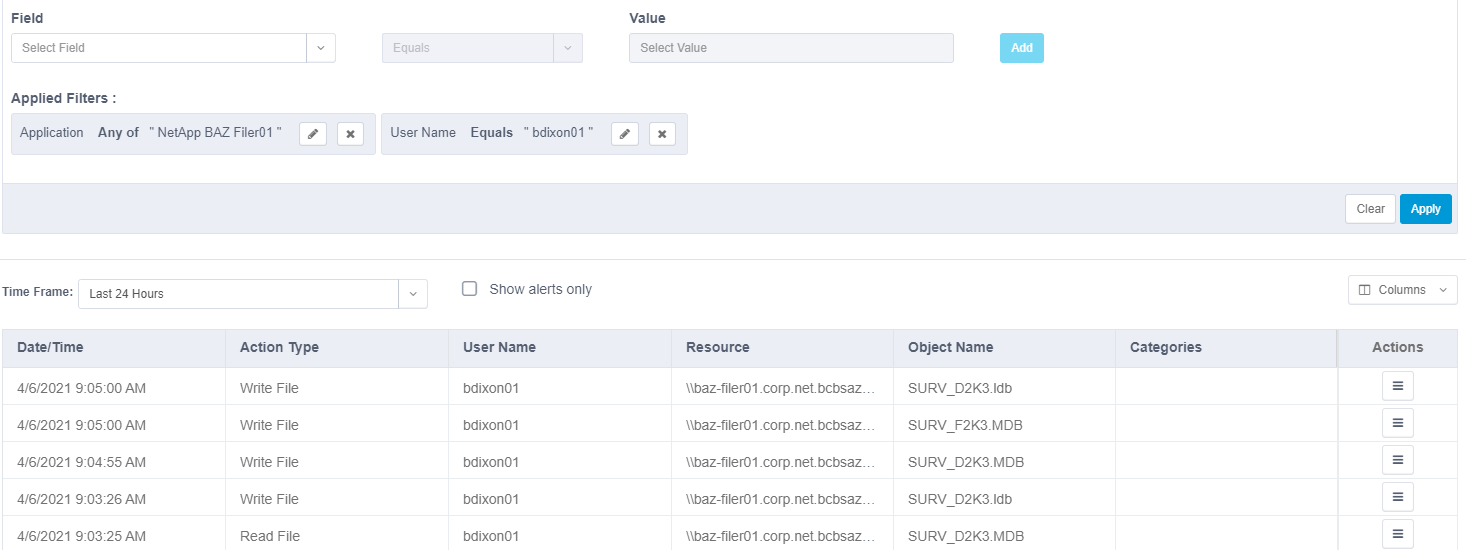 Field Value
Select Field Equals Select Value Add
Applied Filters :
Application Any of " NetApp BAZ Filer01 " User Name Equals " bdixon01 "
Clear Apply
Time Frame: Last 24 Hours Show alerts only Columns
Date/Time Action Type User Name Resource Object Name Categories Actions
4/6/2021 9:05:00 AM Write File bdixon01 \\baz-filer01.corp.net.bcbsaz... SURV_D2K3.ldb
4/6/2021 9:05:00 AM Write File bdixon01 \\baz-filer01.corp.net.bcbsaz... SURV_F2K3.MDB
4/6/2021 9:04:55 AM Write File bdixon01 \\baz-filer01.corp.net.bcbsaz... SURV_D2K3.MDB
4/6/2021 9:03:26 AM Write File bdixon01 \\baz-filer01.corp.net.bcbsaz... SURV_D2K3.ldb
4/6/2021 9:03:25 AM Read File bdixon01 \\baz-filer01.corp.net.bcbsaz... SURV_D2K3.MDB